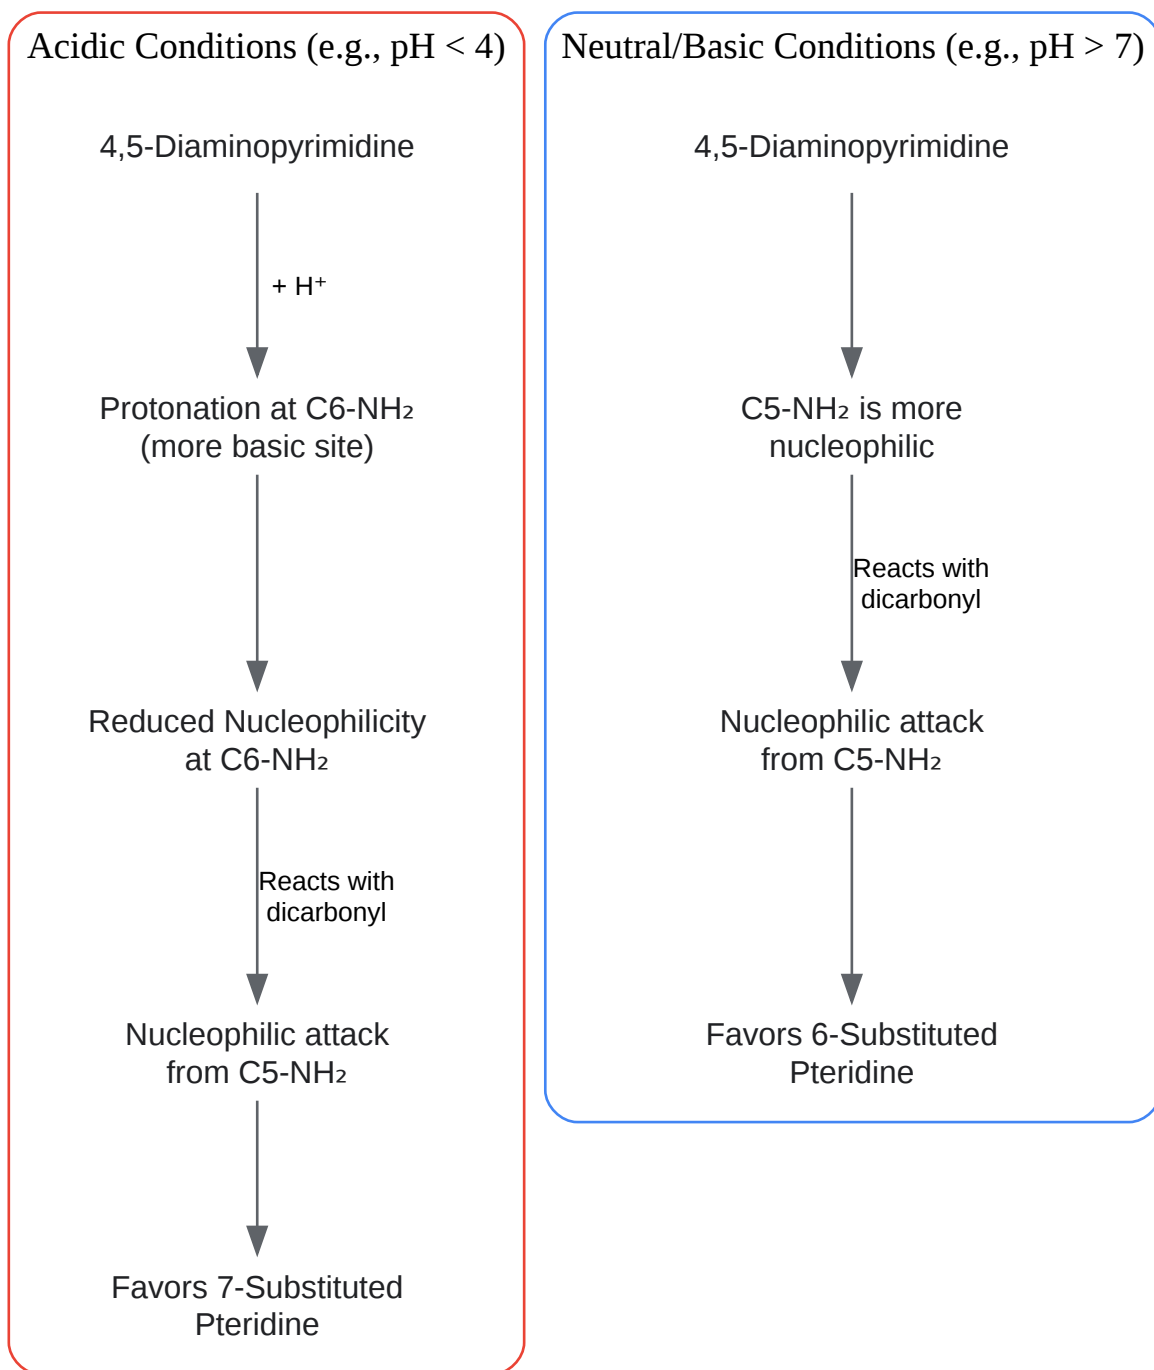 Acidic Conditions (e.g., pH < 4)
4,5-Diaminopyrimidine
+ H⁺
Protonation at C6-NH₂
(more basic site)
Reduced Nucleophilicity
at C6-NH₂
Reacts with
dicarbonyl
Nucleophilic attack
from C5-NH₂
Favors 7-Substituted
Pteridine
Neutral/Basic Conditions (e.g., pH > 7)
4,5-Diaminopyrimidine
C5-NH₂ is more
nucleophilic
Reacts with
dicarbonyl
Nucleophilic attack
from C5-NH₂
Favors 6-Substituted
Pteridine